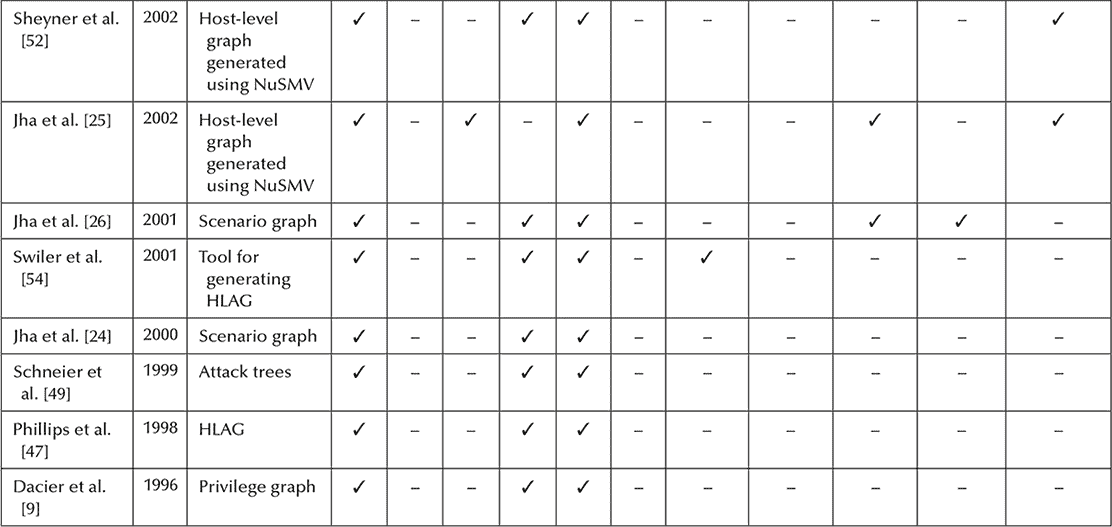 Sheyner et al. 2002 Host-level ✓ – – ✓ ✓ – – – – – ✓
[52] graph
generated
using NuSMV
Jha et al. [25] 2002 Host-level ✓ – ✓ – ✓ – – – ✓ – ✓
graph
generated
using NuSMV
Jha et al. [26] 2001 Scenario graph ✓ – – ✓ ✓ – – – ✓ ✓ –
Swiler et al. 2001 Tool for ✓ – – ✓ ✓ – ✓ – – – –
[54] generating
HLAG
Jha et al. [24] 2000 Scenario graph ✓ – – ✓ ✓ – – – – – –
Schneier et 1999 Attack trees ✓ – – ✓ ✓ – – – – – –
al. [49]
Phillips et al. 1998 HLAG ✓ – – ✓ ✓ – – – – – –
[47]
Dacier et al. 1996 Privilege graph ✓ – – ✓ ✓ – – – – – –
[9]